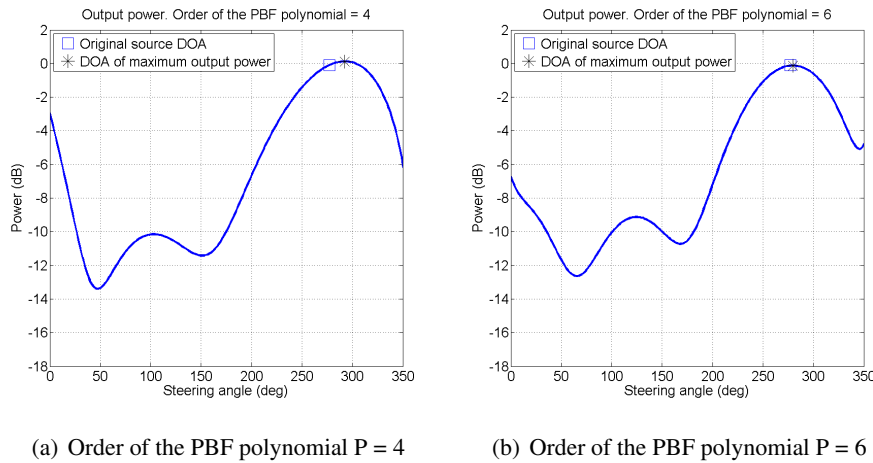 Output power. Order of the PBF polynomial = 4
2
0
-2
-4
-6
-8
-10
-12
-14
-16
-18
Power (dB)
Original source DOA
DOA of maximum output power
0 50 100 150 200 250 300 350
Steering angle (deg)
(a) Order of the PBF polynomial P = 4
Output power. Order of the PBF polynomial = 6
2
0
-2
-4
-6
-8
-10
-12
-14
-16
-18
Power (dB)
Original source DOA
DOA of maximum output power
0 50 100 150 200 250 300 350
Steering angle (deg)
(b) Order of the PBF polynomial P = 6